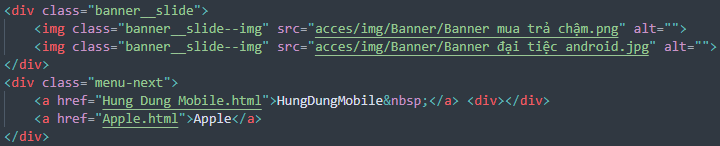 <div class="banner__slide">
<img class="banner__slide--img" src="acces/img/Banner/Banner mua trả chậm.png" alt="">
<img class="banner__slide--img" src="acces/img/Banner/Banner đại tiệc android.jpg" alt="">
</div>
<div class="menu-next">
<a href="Hung Dung Mobile.html">HungDungMobile&nbsp;</a> <div></div>
<a href="Apple.html">Apple</a>
</div>